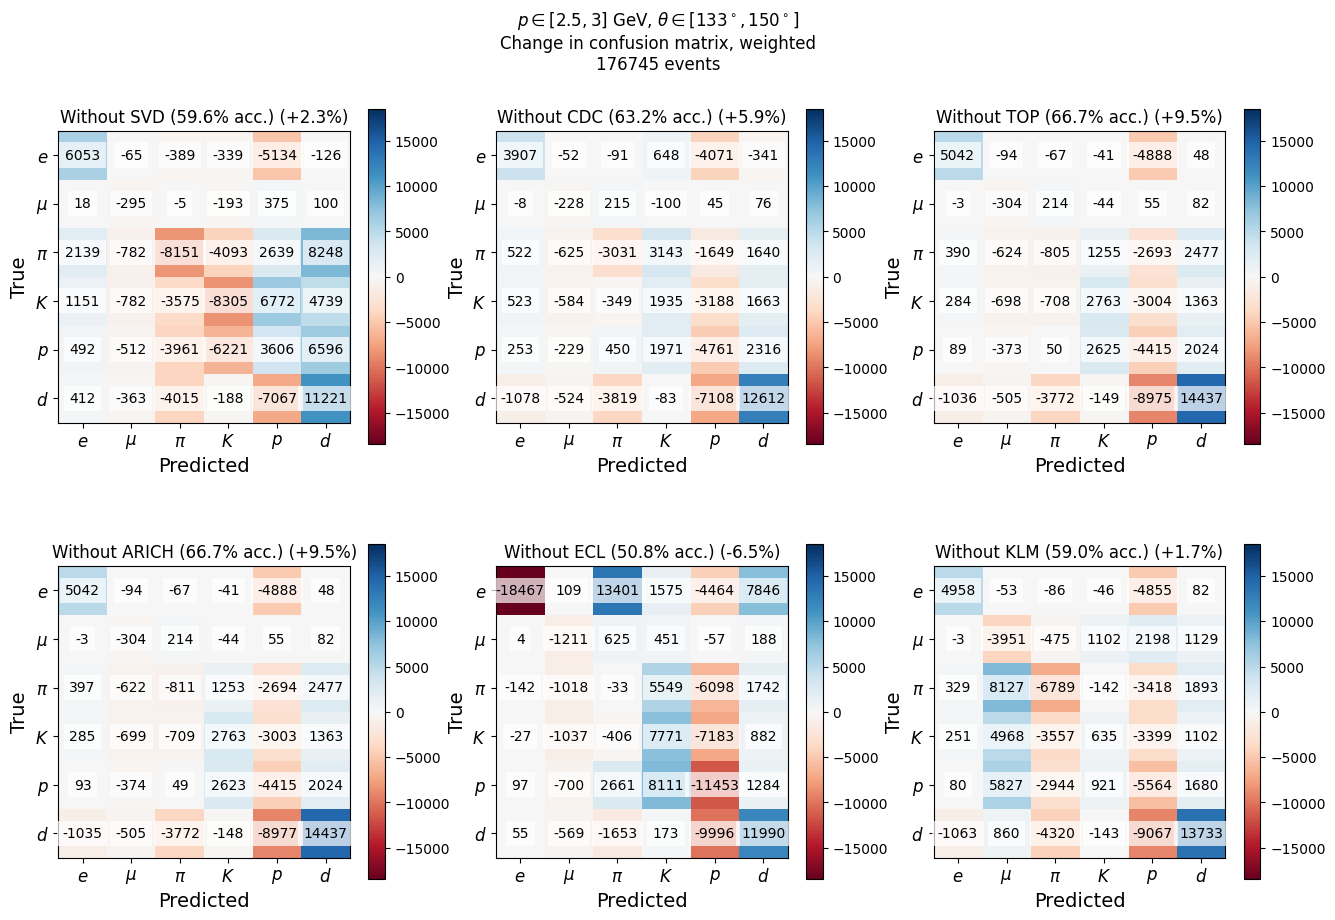 p ∈ [2.5, 3] GeV, θ ∈ [133°, 150°]
Change in confusion matrix, weighted
176745 events
Without SVD (59.6% acc.) (+2.3%)
True
e 6053 -65 -389 -339 -5134 -126
μ 18 -295 -5 -193 375 100
π 2139 -782 -8151 -4093 2639 8248
K 1151 -782 -3575 -8305 6772 4739
p 492 -512 -3961 -6221 3606 6596
d 412 -363 -4015 -188 -7067 11221
e μ π K p d
Predicted
15000
10000
5000
0
−5000
−10000
−15000
Without CDC (63.2% acc.) (+5.9%)
True
e 3907 -52 -91 648 -4071 -341
μ -8 -228 215 -100 45 76
π 522 -625 -3031 3143 -1649 1640
K 523 -584 -349 1935 -3188 1663
p 253 -229 450 1971 -4761 2316
d -1078 -524 -3819 -83 -7108 12612
e μ π K p d
Predicted
15000
10000
5000
0
−5000
−10000
−15000
Without TOP (66.7% acc.) (+9.5%)
True
e 5042 -94 -67 -41 -4888 48
μ -3 -304 214 -44 55 82
π 390 -624 -805 1255 -2693 2477
K 284 -698 -708 2763 -3004 1363
p 89 -373 50 2625 -4415 2024
d -1036 -505 -3772 -149 -8975 14437
e μ π K p d
Predicted
15000
10000
5000
0
−5000
−10000
−15000
Without ARICH (66.7% acc.) (+9.5%)
True
e 5042 -94 -67 -41 -4888 48
μ -3 -304 214 -44 55 82
π 397 -622 -811 1253 -2694 2477
K 285 -699 -709 2763 -3003 1363
p 93 -374 49 2623 -4415 2024
d -1035 -505 -3772 -148 -8977 14437
e μ π K p d
Predicted
15000
10000
5000
0
−5000
−10000
−15000
Without ECL (50.8% acc.) (-6.5%)
True
e -18467 109 13401 1575 -4464 7846
μ 4 -1211 625 451 -57 188
π -142 -1018 -33 5549 -6098 1742
K -27 -1037 -406 7771 -7183 882
p 97 -700 2661 8111 -11453 1284
d 55 -569 -1653 173 -9996 11990
e μ π K p d
Predicted
15000
10000
5000
0
−5000
−10000
−15000
Without KLM (59.0% acc.) (+1.7%)
True
e 4958 -53 -86 -46 -4855 82
μ -3 -3951 -475 1102 2198 1129
π 329 8127 -6789 -142 -3418 1893
K 251 4968 -3557 635 -3399 1102
p 80 5827 -2944 921 -5564 1680
d -1063 860 -4320 -143 -9067 13733
e μ π K p d
Predicted
15000
10000
5000
0
−5000
−10000
−15000